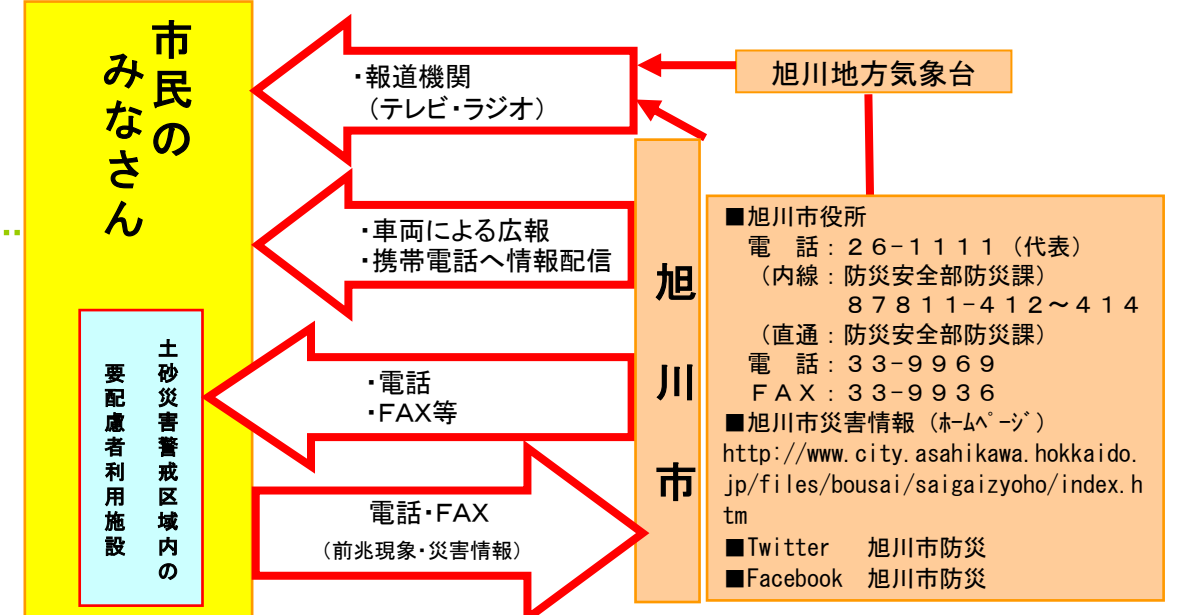 市民の
みなさん
土砂災害警戒区域内の
要配慮者利用施設
・報道機関
（テレビ・ラジオ）
・車両による広報
・携帯電話へ情報配信
・電話
・FAX等
電話・FAX
（前兆現象・災害情報）
旭川市
旭川地方気象台
■旭川市役所
電　話：２６-１１１１（代表）
（内線：防災安全部防災課）
８７８１１-４１２～４１４
（直通：防災安全部防災課）
電　話：３３-９９６９
ＦＡＸ：３３-９９３６
■旭川市災害情報（ﾎｰﾑﾍﾟｰｼﾞ）
http://www.city.asahikawa.hokkaido.
jp/files/bousai/saigaizyoho/index.h
tm
■Twitter　旭川市防災
■Facebook　旭川市防災